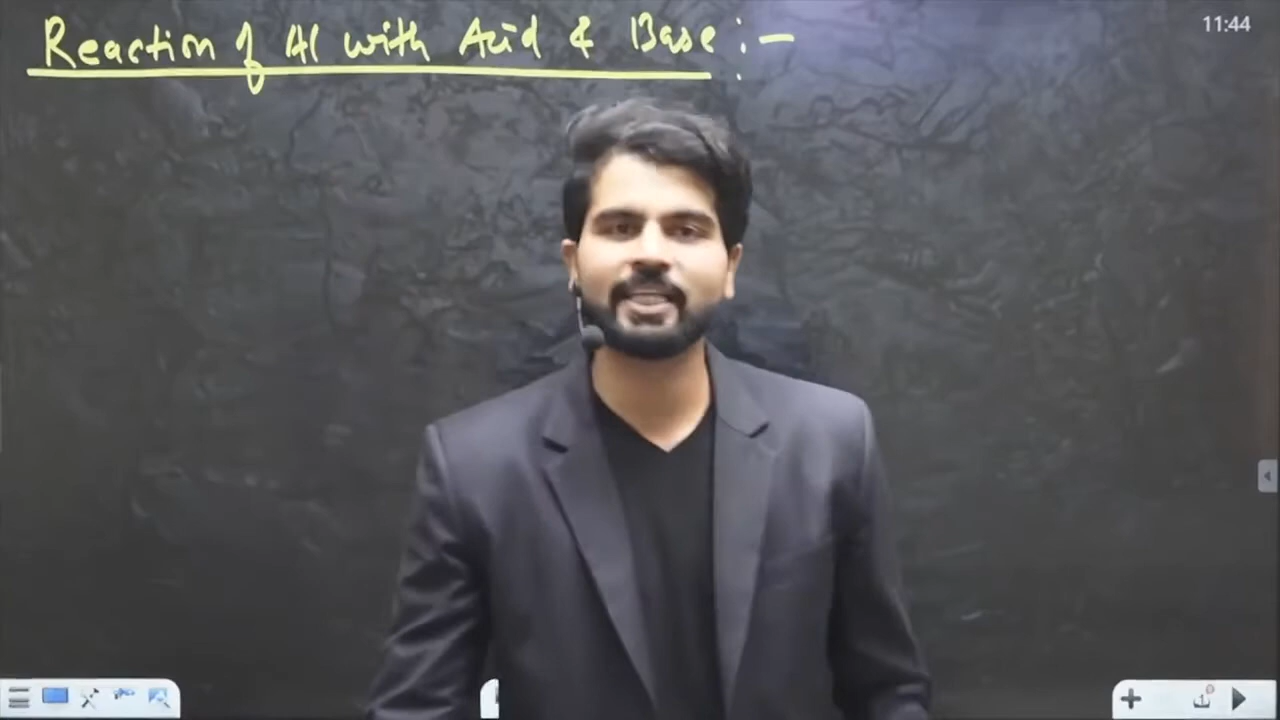 Reaction of Al with Acid & Base :-
11:44